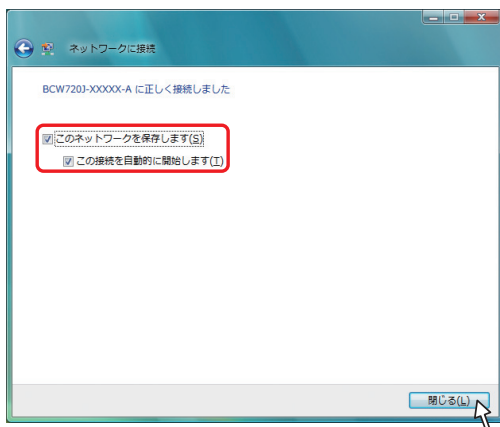 ネットワークに接続
BCW720J-XXXXX-A に正しく接続しました
このネットワークを保存します(S)
この接続を自動的に開始します(T)
閉じる(L)